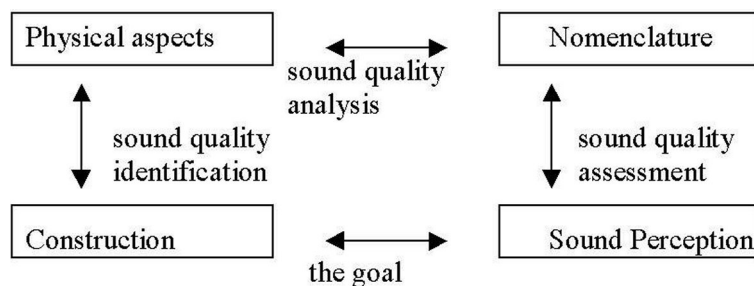 Physical aspects
Nomenclature
sound quality
analysis
sound quality
identification
sound quality
assessment
Construction
Sound Perception
the goal